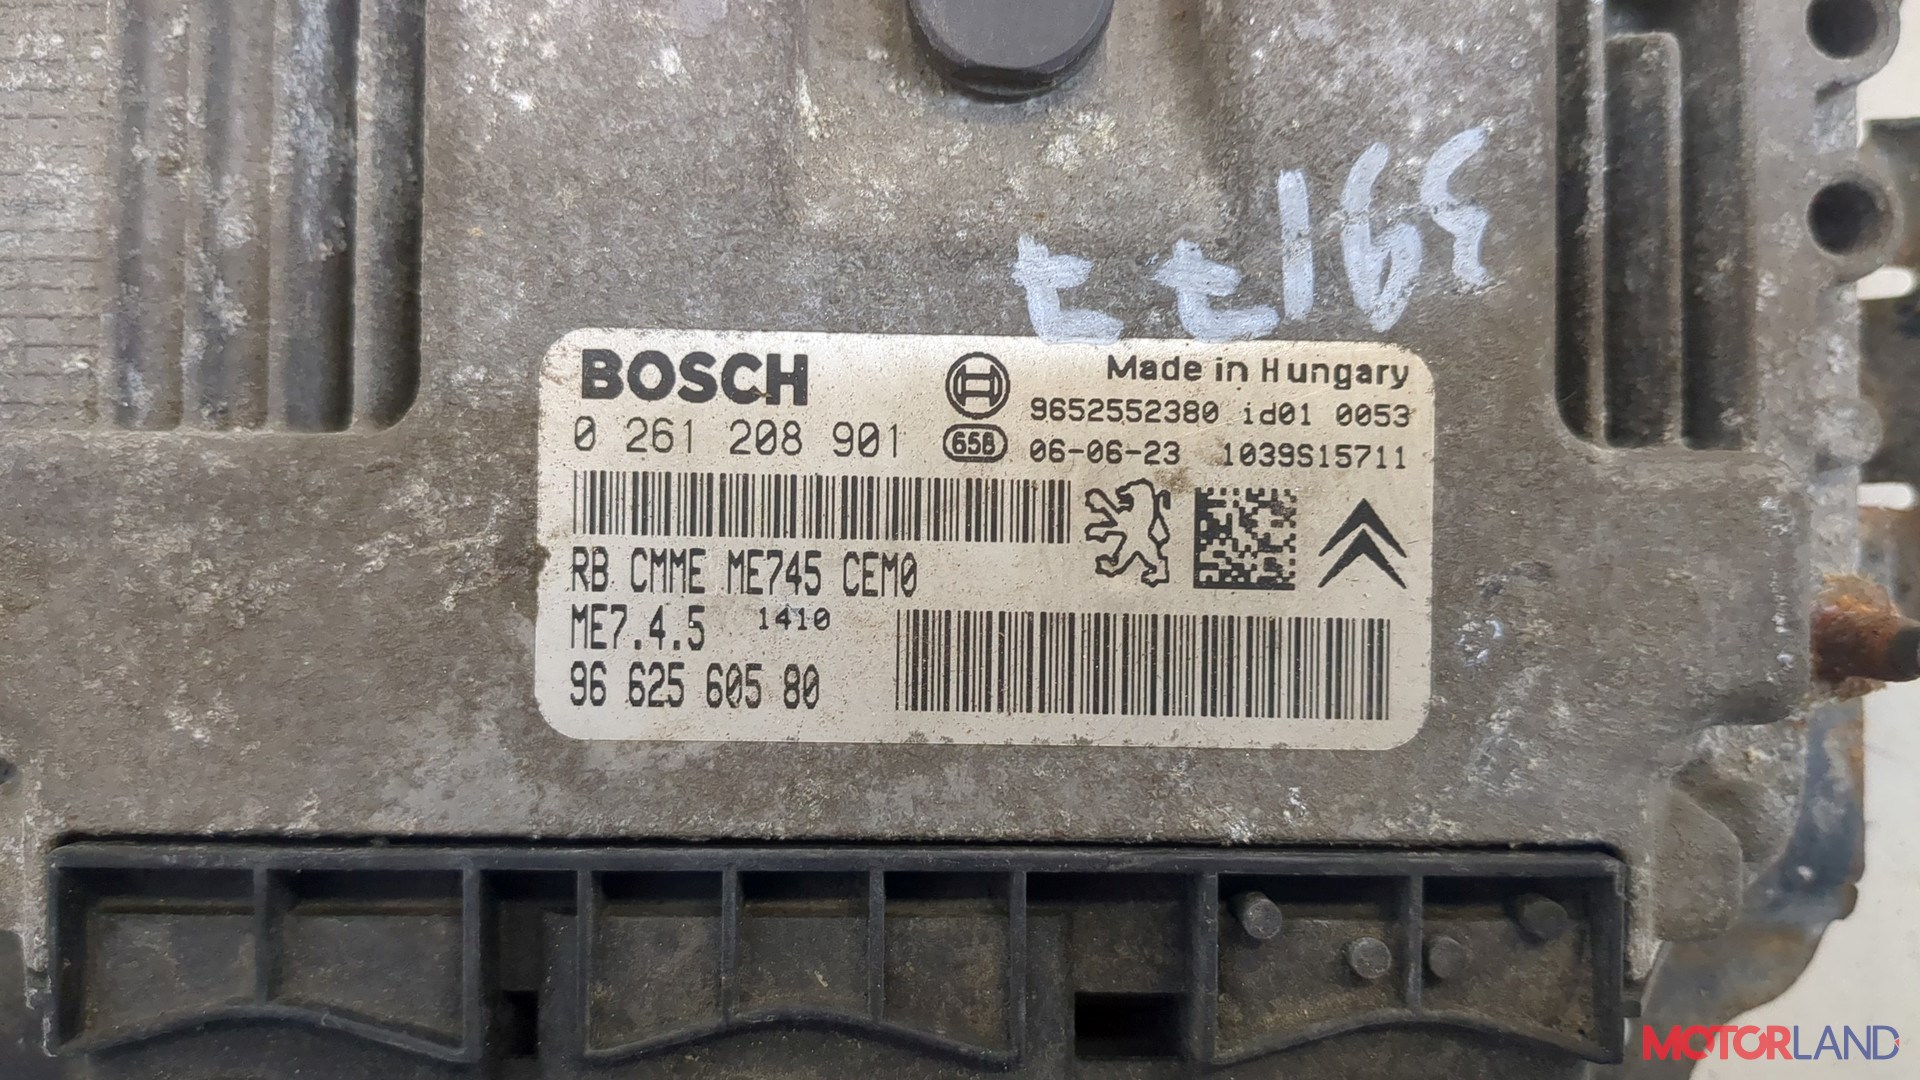 BOSCH
Made in Hungary
9652552380 id01 0053
0 261 208 901
658
06-06-23 1039S15711
RB CMME ME745 CEM0
ME7.4.5 1410
96 625 605 80
MOTORLAND